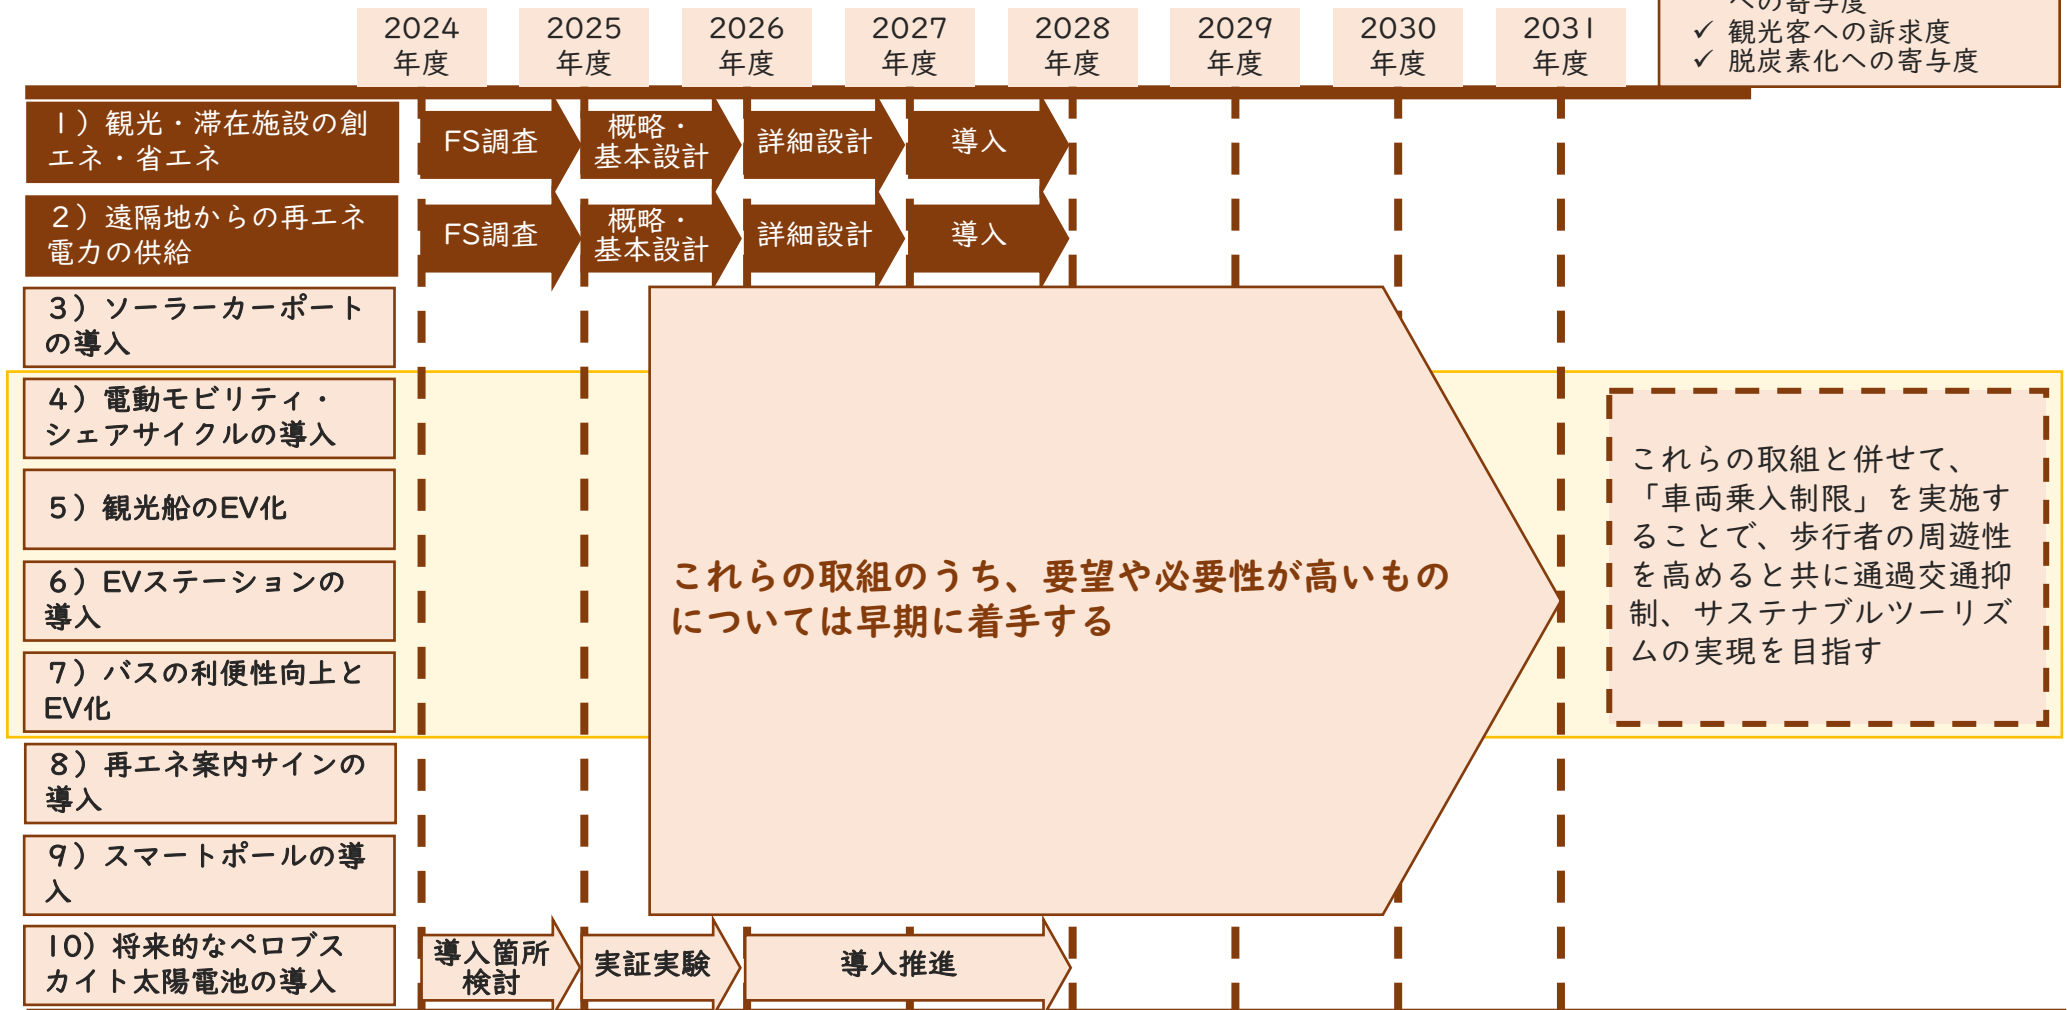 への寄与度
✓ 観光客への訴求度
✓ 脱炭素化への寄与度
2024
年度
2025
年度
2026
年度
2027
年度
2028
年度
2029
年度
2030
年度
2031
年度
1）観光・滞在施設の創
エネ・省エネ
FS調査
概略・
基本設計
詳細設計
導入
2）遠隔地からの再エネ
電力の供給
FS調査
概略・
基本設計
詳細設計
導入
3）ソーラーカーポート
の導入
4）電動モビリティ・
シェアサイクルの導入
5）観光船のEV化
6）EVステーションの
導入
7）バスの利便性向上と
EV化
8）再エネ案内サインの
導入
9）スマートポールの導
入
これらの取組のうち、要望や必要性が高いもの
については早期に着手する
これらの取組と併せて、
「車両乗入制限」を実施す
ることで、歩行者の周遊性
を高めると共に通過交通抑
制、サステナブルツーリズ
ムの実現を目指す
10）将来的なペロブス
カイト太陽電池の導入
導入箇所
検討
実証実験
導入推進